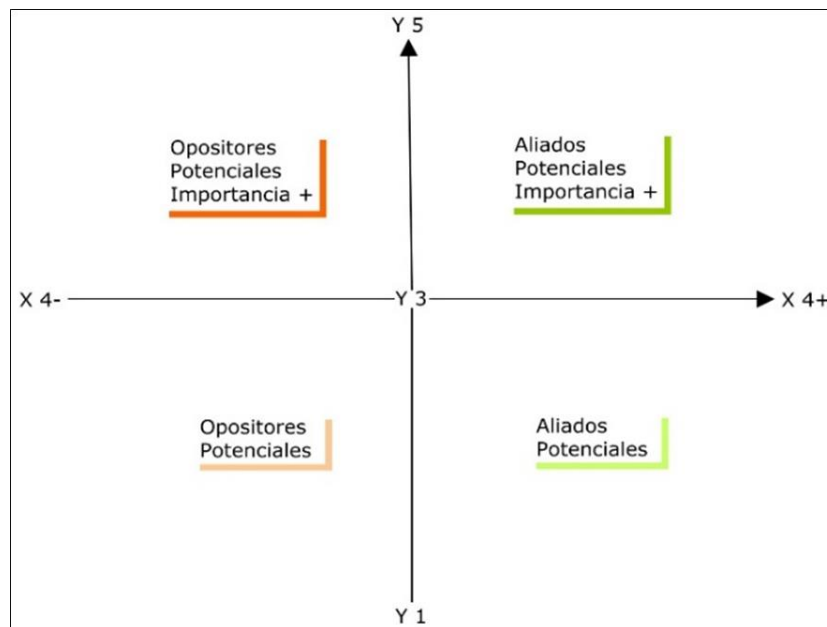 Y 5
Opositores
Potenciales
Importancia +
Aliados
Potenciales
Importancia +
X 4-
Y 3
X 4+
Opositores
Potenciales
Aliados
Potenciales
Y 1